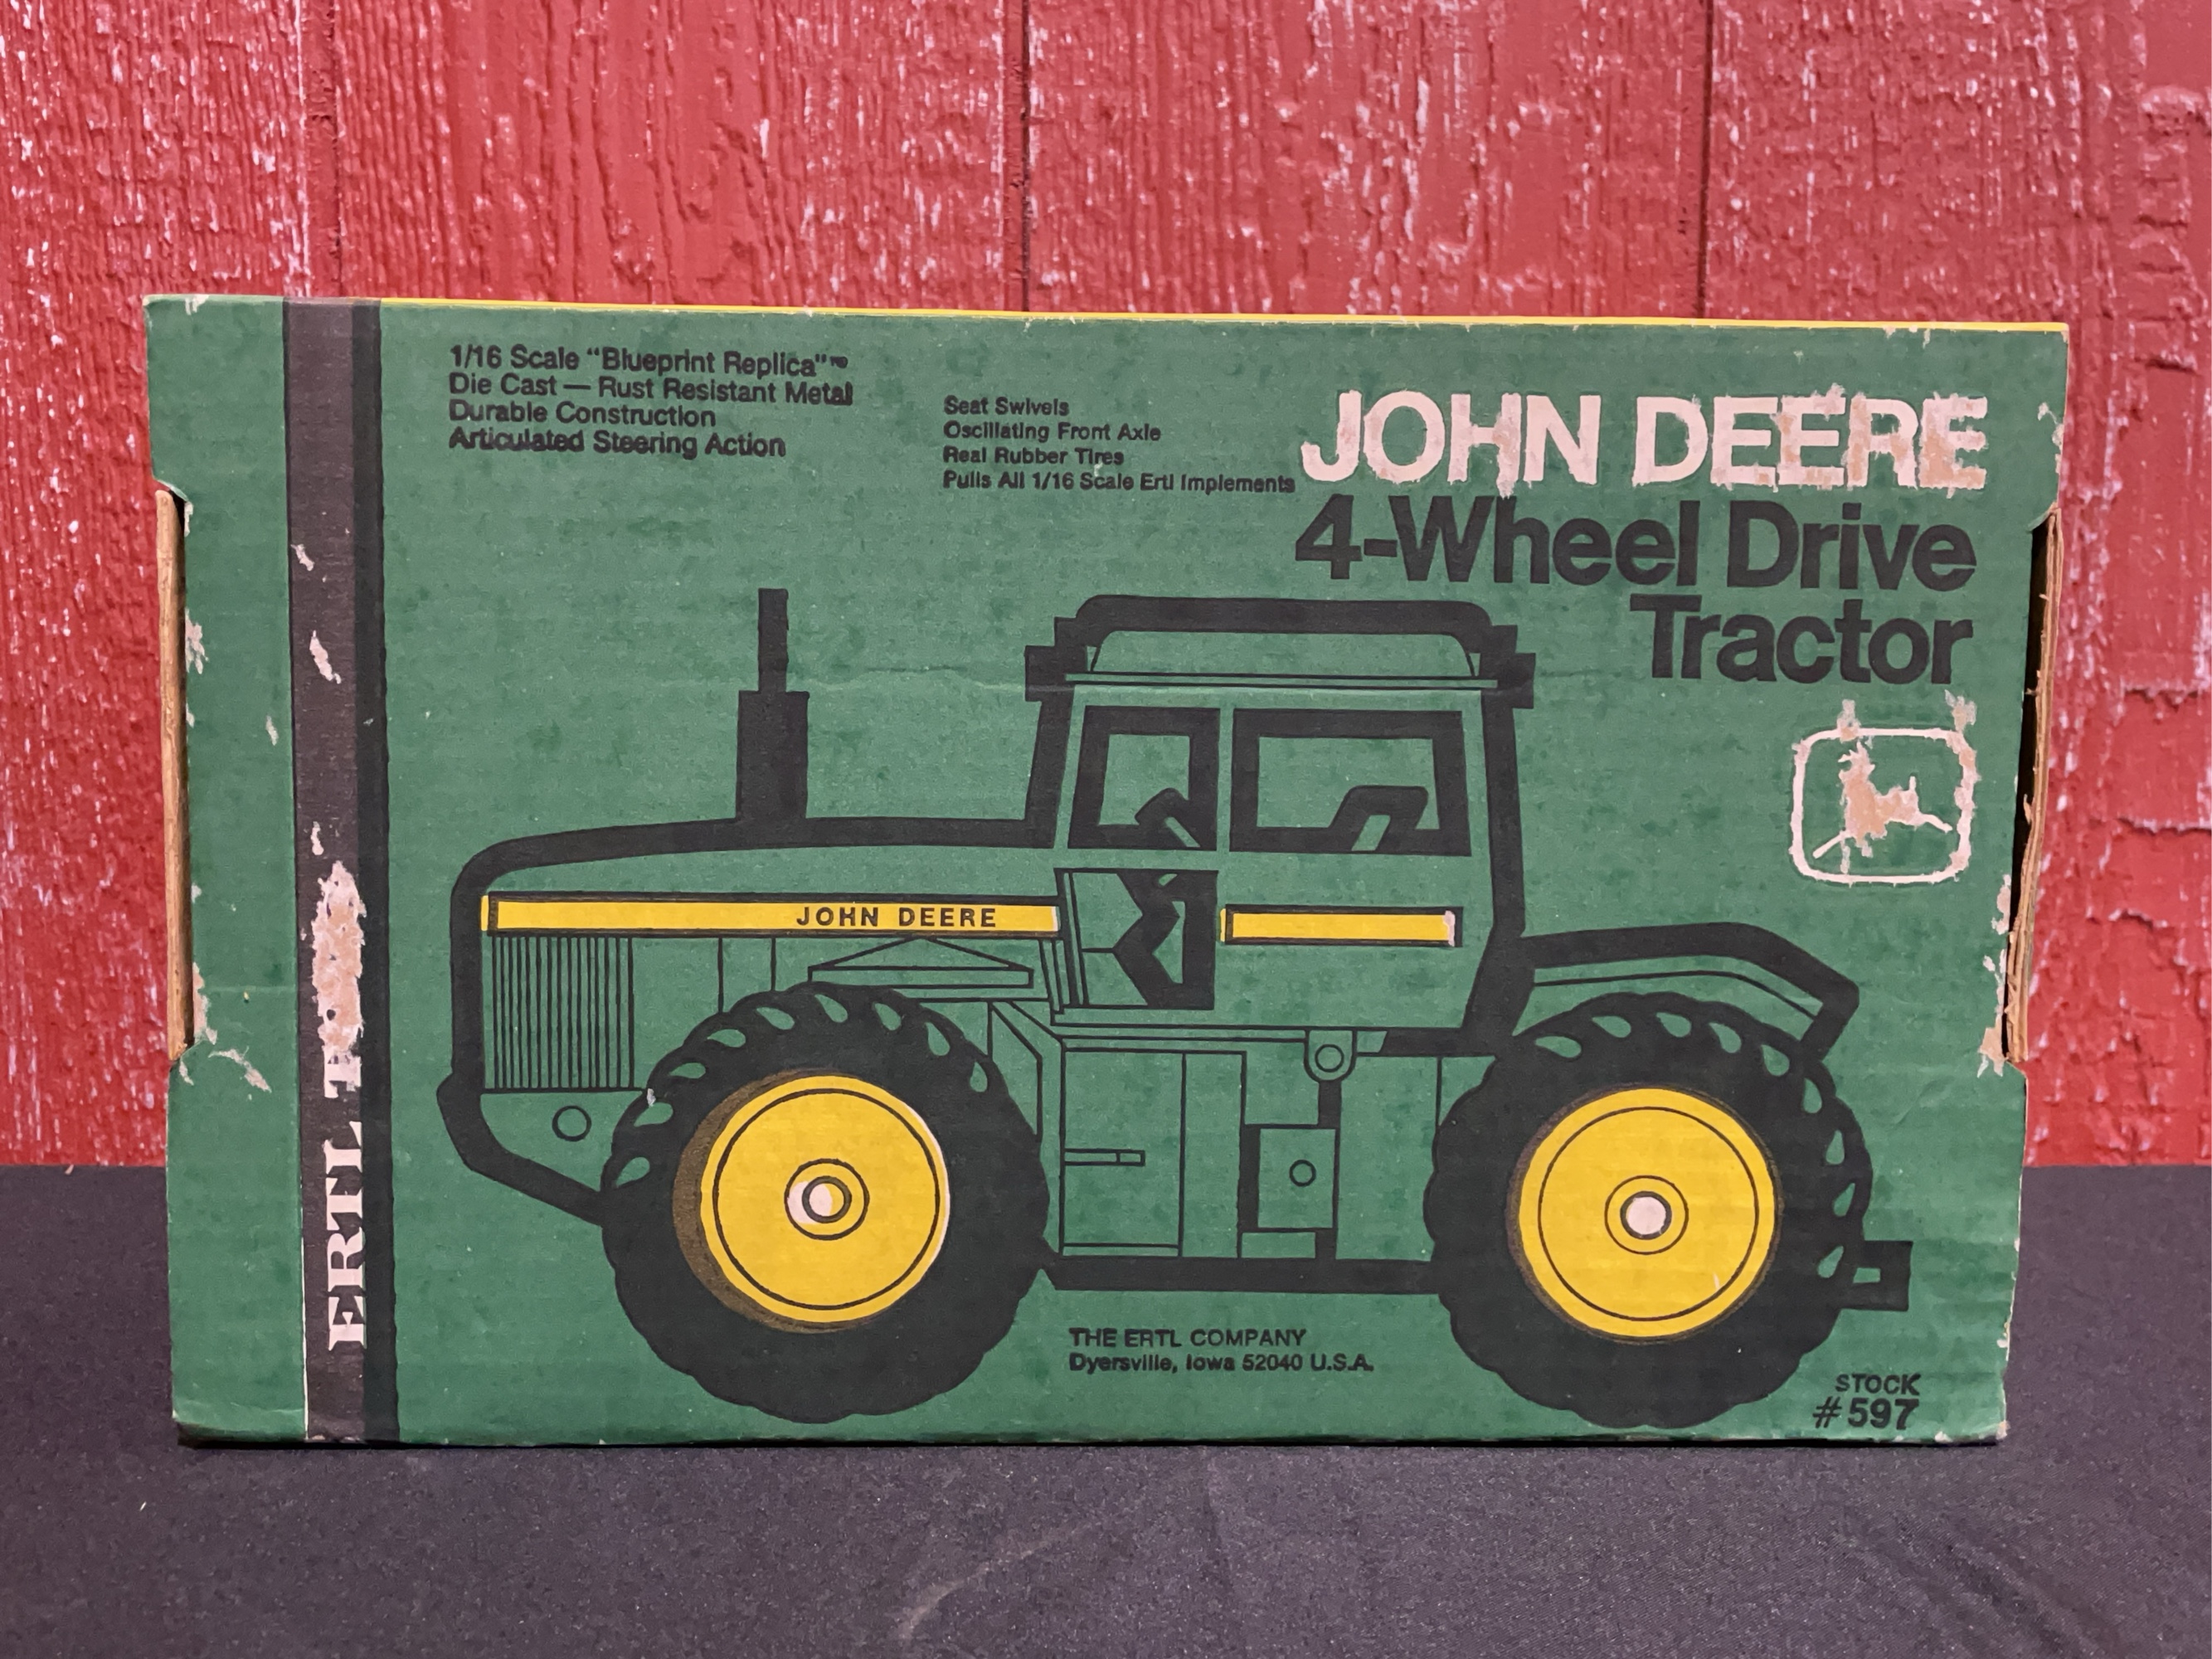 1/16 Scale “Blueprint Replica”™
Die Cast — Rust Resistant Metal
Durable Construction
Articulated Steering Action
Seat Swivels
Oscillating Front Axle
Real Rubber Tires
Pulls All 1/16 Scale Ertl Implements
JOHN DEERE
4-Wheel Drive
Tractor
JOHN DEERE
ERTL
THE ERTL COMPANY
Dyersville, Iowa 52040 U.S.A.
STOCK
#597